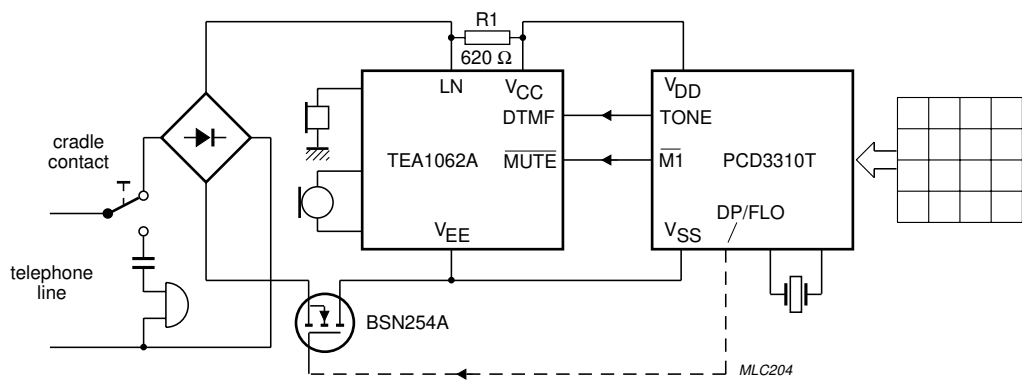 R1
620 Ω
LN
VCC
DTMF
TEA1062A
MUTE
VEE
VDD
TONE
M1
PCD3310T
DP/FLO
VSS
cradle
contact
telephone
line
BSN254A
MLC204